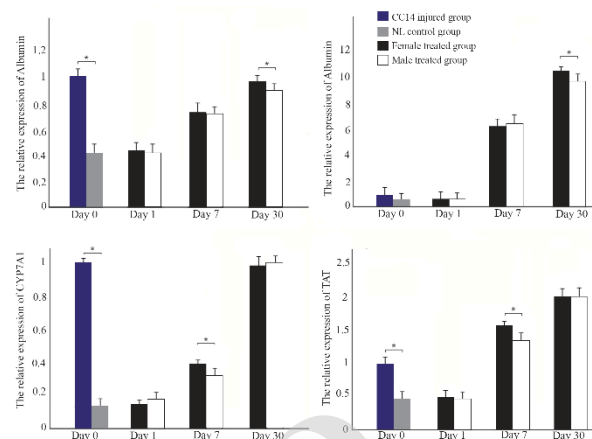 CC14 injured group
NL control group
Female treated group
Male treated group
The relative expression of Albumin
1,2
1
0,8
0,6
0,4
0,2
0
*
*
Day 0 Day 1 Day 7 Day 30
The relative expression of Albumin
12
10
8
6
4
2
0
*
Day 0 Day 1 Day 7 Day 30
The relative expression of CYP7A1
1
0,8
0,6
0,4
0,2
0
*
*
Day 0 Day 1 Day 7 Day 30
The relative expression of TAT
2,5
2
1,5
1
0,5
0
*
*
Day 0 Day 1 Day 7 Day 30